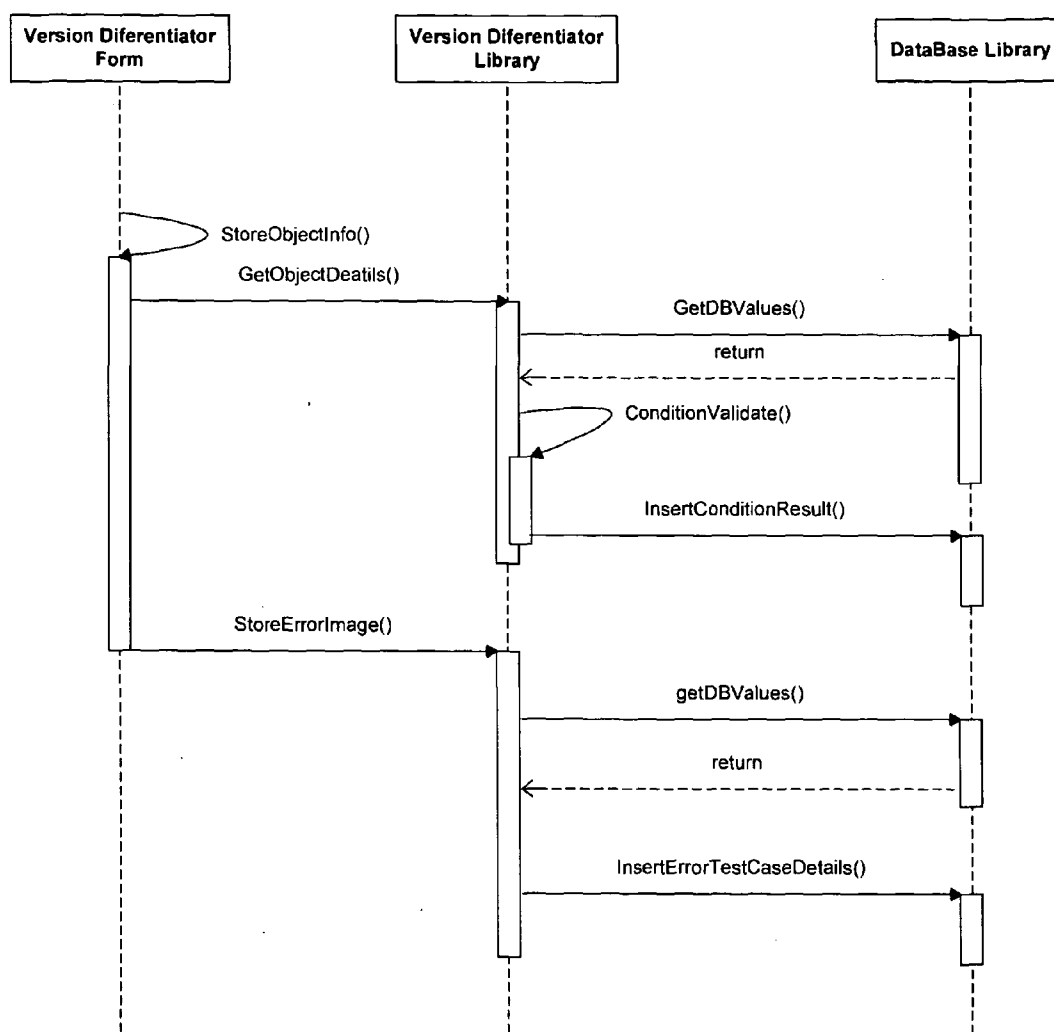 Version Diferentiator
Form
Version Diferentiator
Library
DataBase Library
StoreObjectInfo()
GetObjectDeatils()
GetDBValues()
return
ConditionValidate()
InsertConditionResult()
StoreErrorImage()
getDBValues()
return
InsertErrorTestCaseDetails()